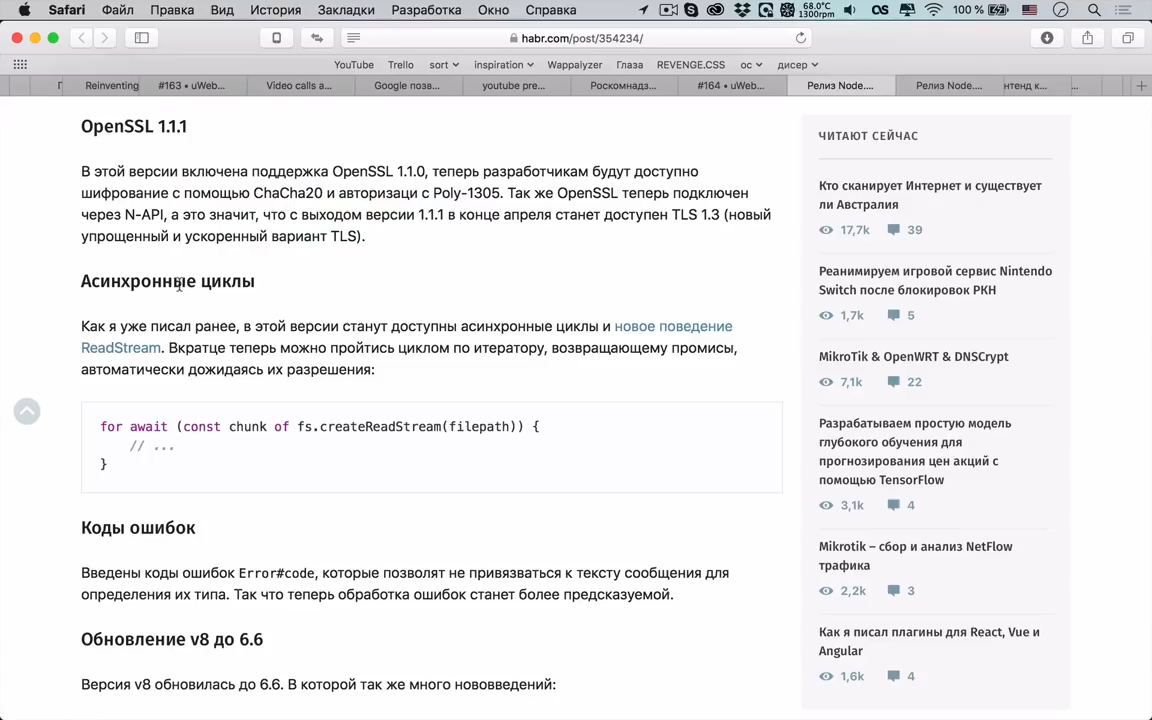 Safari Файл Правка Вид История Закладки Разработка Окно Справка 68.0°C 1300rpm 100 %
habr.com/post/354234/
YouTube Trello sort inspiration Wappalyzer Глаза REVENGE.CSS ос дисер
Reinventing #163 • uWeb... Video calls a... Google позв... youtube pre... Роскомнадз... #164 • uWeb... Релиз Node.... Релиз Node.... нтенд к... ...
OpenSSL 1.1.1
В этой версии включена поддержка OpenSSL 1.1.0, теперь разработчикам будут доступно
шифрование с помощью ChaCha20 и авторизаци с Poly-1305. Так же OpenSSL теперь подключен
через N-API, а это значит, что с выходом версии 1.1.1 в конце апреля станет доступен TLS 1.3 (новый
упрощенный и ускоренный вариант TLS).
Асинхронные циклы
Как я уже писал ранее, в этой версии станут доступны асинхронные циклы и новое поведение
ReadStream. Вкратце теперь можно пройтись циклом по итератору, возвращающему промисы,
автоматически дожидаясь их разрешения:
for await (const chunk of fs.createReadStream(filepath)) {
// ...
}
Коды ошибок
Введены коды ошибок Error#code, которые позволят не привязваться к тексту сообщения для
определения их типа. Так что теперь обработка ошибок станет более предсказуемой.
Обновление v8 до 6.6
Версия v8 обновилась до 6.6. В которой так же много нововведений:
ЧИТАЮТ СЕЙЧАС
Кто сканирует Интернет и существует
ли Австралия
17,7k 39
Реанимируем игровой сервис Nintendo
Switch после блокировок РКН
1,7k 5
MikroTik & OpenWRT & DNSCrypt
7,1k 22
Разрабатываем простую модель
глубокого обучения для
прогнозирования цен акций с
помощью TensorFlow
3,1k 4
Mikrotik – сбор и анализ NetFlow
трафика
2,2k 3
Как я писал плагины для React, Vue и
Angular
1,6k 4